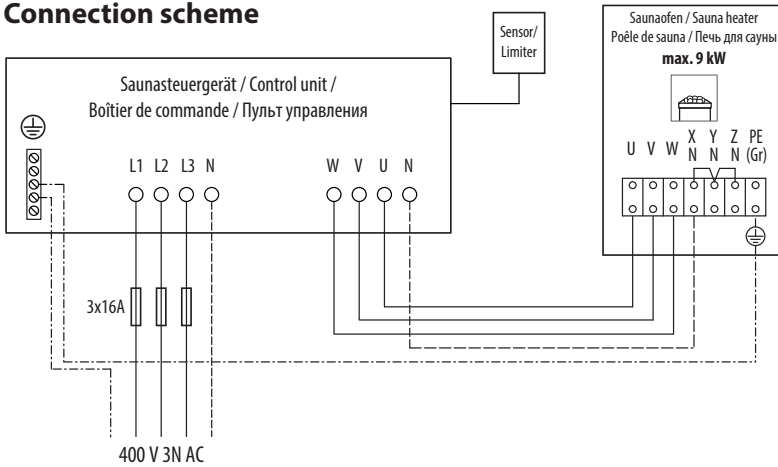 Connection scheme
Sensor/
Limiter
Saunaofen / Sauna heater
Poêle de sauna / Печь для сауны
max. 9 kW
Saunasteuergerät / Control unit /
Boîtier de commande / Пульт управления
L1 L2 L3 N
W V U N
U V W X Y Z PE
N N N (Gr)
3x16A
400 V 3N AC